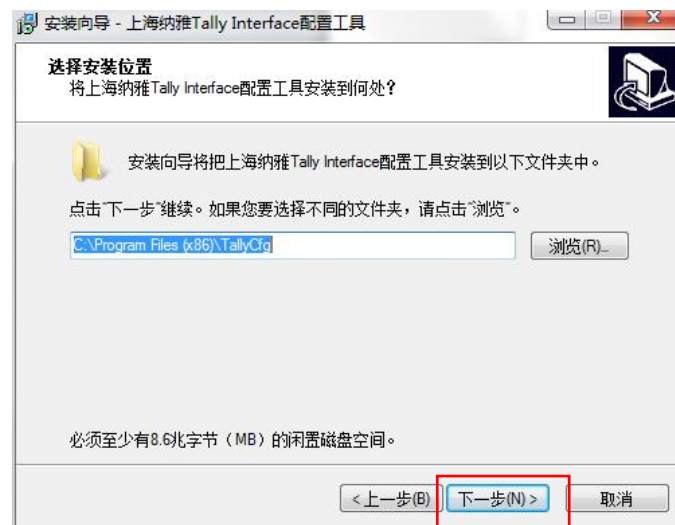 安装向导 - 上海纳雅Tally Interface配置工具
选择安装位置
将上海纳雅Tally Interface配置工具安装到何处?
安装向导将把上海纳雅Tally Interface配置工具安装到以下文件夹中。
点击"下一步"继续。如果您要选择不同的文件夹，请点击"浏览"。
C:\Program Files (x86)\TallyCfg
浏览(R)...
必须至少有8.6兆字节（MB）的闲置磁盘空间。
<上一步(B)
下一步(N) >
取消